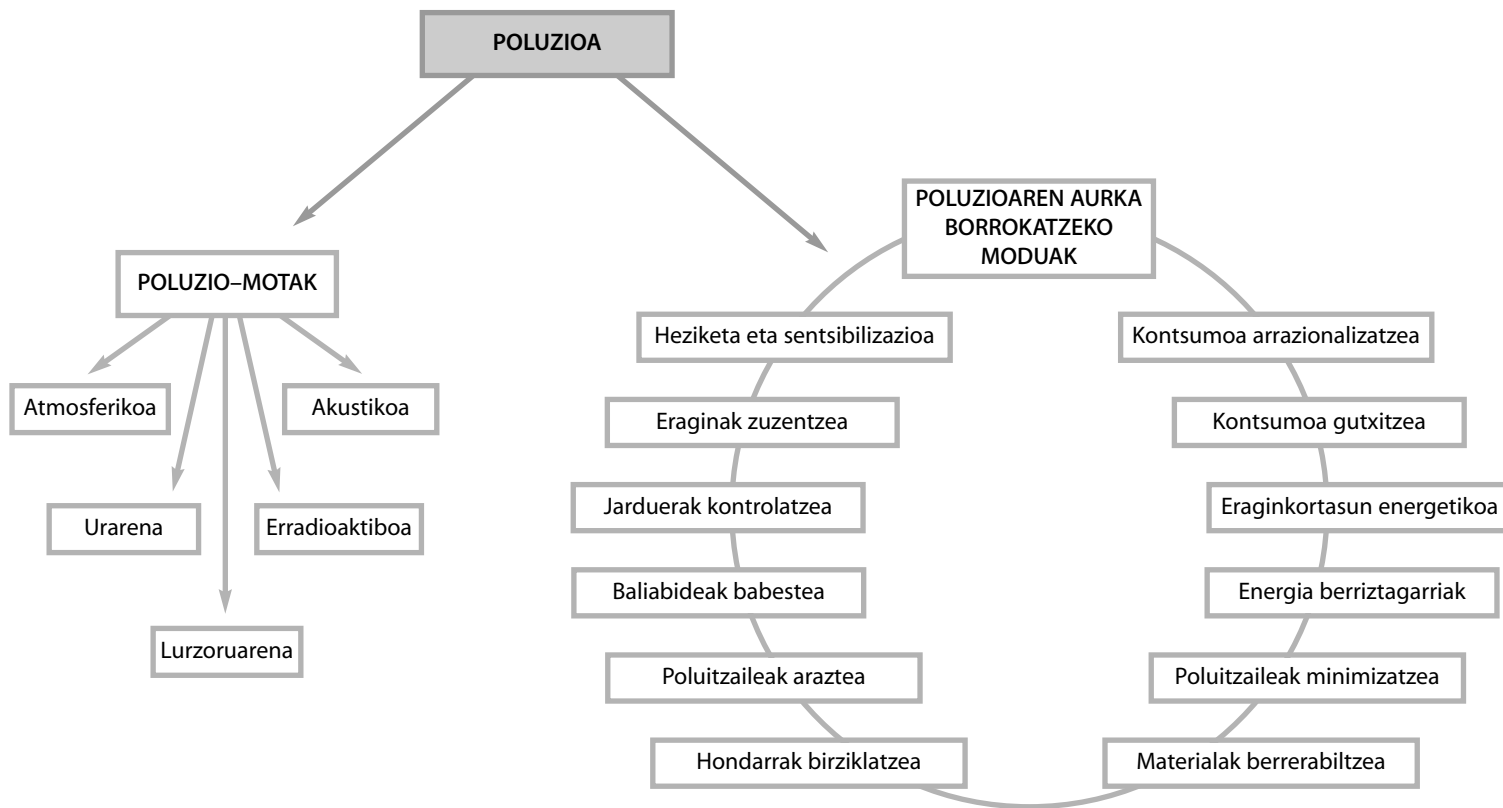 POLUZIOA
POLUZIO–MOTAK
Atmosferikoa
Akustikoa
Urarena
Erradioaktiboa
Lurzoruarena
POLUZIOAREN AURKA
BORROKATZEKO
MODUAK
Heziketa eta sentsibilizazioa
Kontsumoa arrazionalizatzea
Eraginak zuzentzea
Kontsumoa gutxitzea
Jarduerak kontrolatzea
Eraginkortasun energetikoa
Baliabideak babestea
Energia berriztagarriak
Poluitzaileak araztea
Poluitzaileak minimizatzea
Hondarrak birziklatzea
Materialak berrerabiltzea